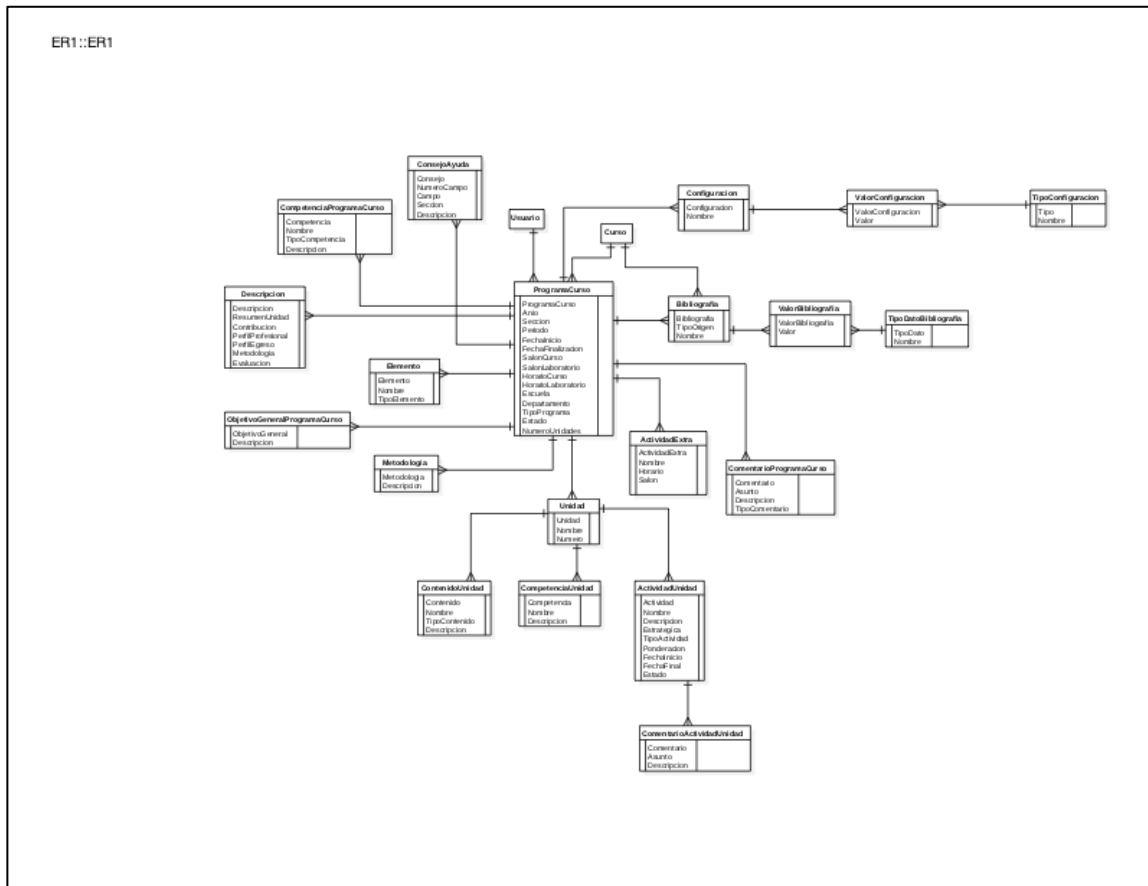 ER1::ER1
ConsejoAyuda
Consejo
NumeroCampo
Campo
Seccion
Descripcion
CompetenciaProgramaCurso
Competencia
Nombre
TipoCompetencia
Descripcion
Usuario
Curso
Configuracion
Configuracion
Nombre
ValorConfiguracion
ValorConfiguracion
Valor
TipoConfiguracion
Tipo
Nombre
Descripcion
Descripcion
ResumenUnidad
Contribucion
PerfilProfesional
PerfilEgreso
Metodologia
Evaluacion
ProgramaCurso
ProgramaCurso
Anio
Seccion
Periodo
FechaInicio
FechaFinalizacion
SalonCurso
SalonLaboratorio
HorarioCurso
HorarioLaboratorio
Escuela
Departamento
TipoPrograma
Estado
NumeroUnidades
Bibliografia
Bibliografia
TipoOrigen
Nombre
ValorBibliografia
ValorBibliografia
Valor
TipoDatoBibliografia
TipoDato
Nombre
Elemento
Elemento
Nombre
TipoElemento
ObjetivoGeneralProgramaCurso
ObjetivoGeneral
Descripcion
Metodologia
Metodologia
Descripcion
ActividadExtra
ActividadExtra
Nombre
Horario
Salon
ComentarioProgramaCurso
Comentario
Asunto
Descripcion
TipoComentario
Unidad
Unidad
Nombre
Numero
ContenidoUnidad
Contenido
Nombre
TipoContenido
Descripcion
CompetenciaUnidad
Competencia
Nombre
Descripcion
ActividadUnidad
Actividad
Nombre
Descripcion
Estrategica
TipoActividad
Ponderacion
FechaInicio
FechaFinal
Estado
ComentarioActividadUnidad
Comentario
Asunto
Descripcion